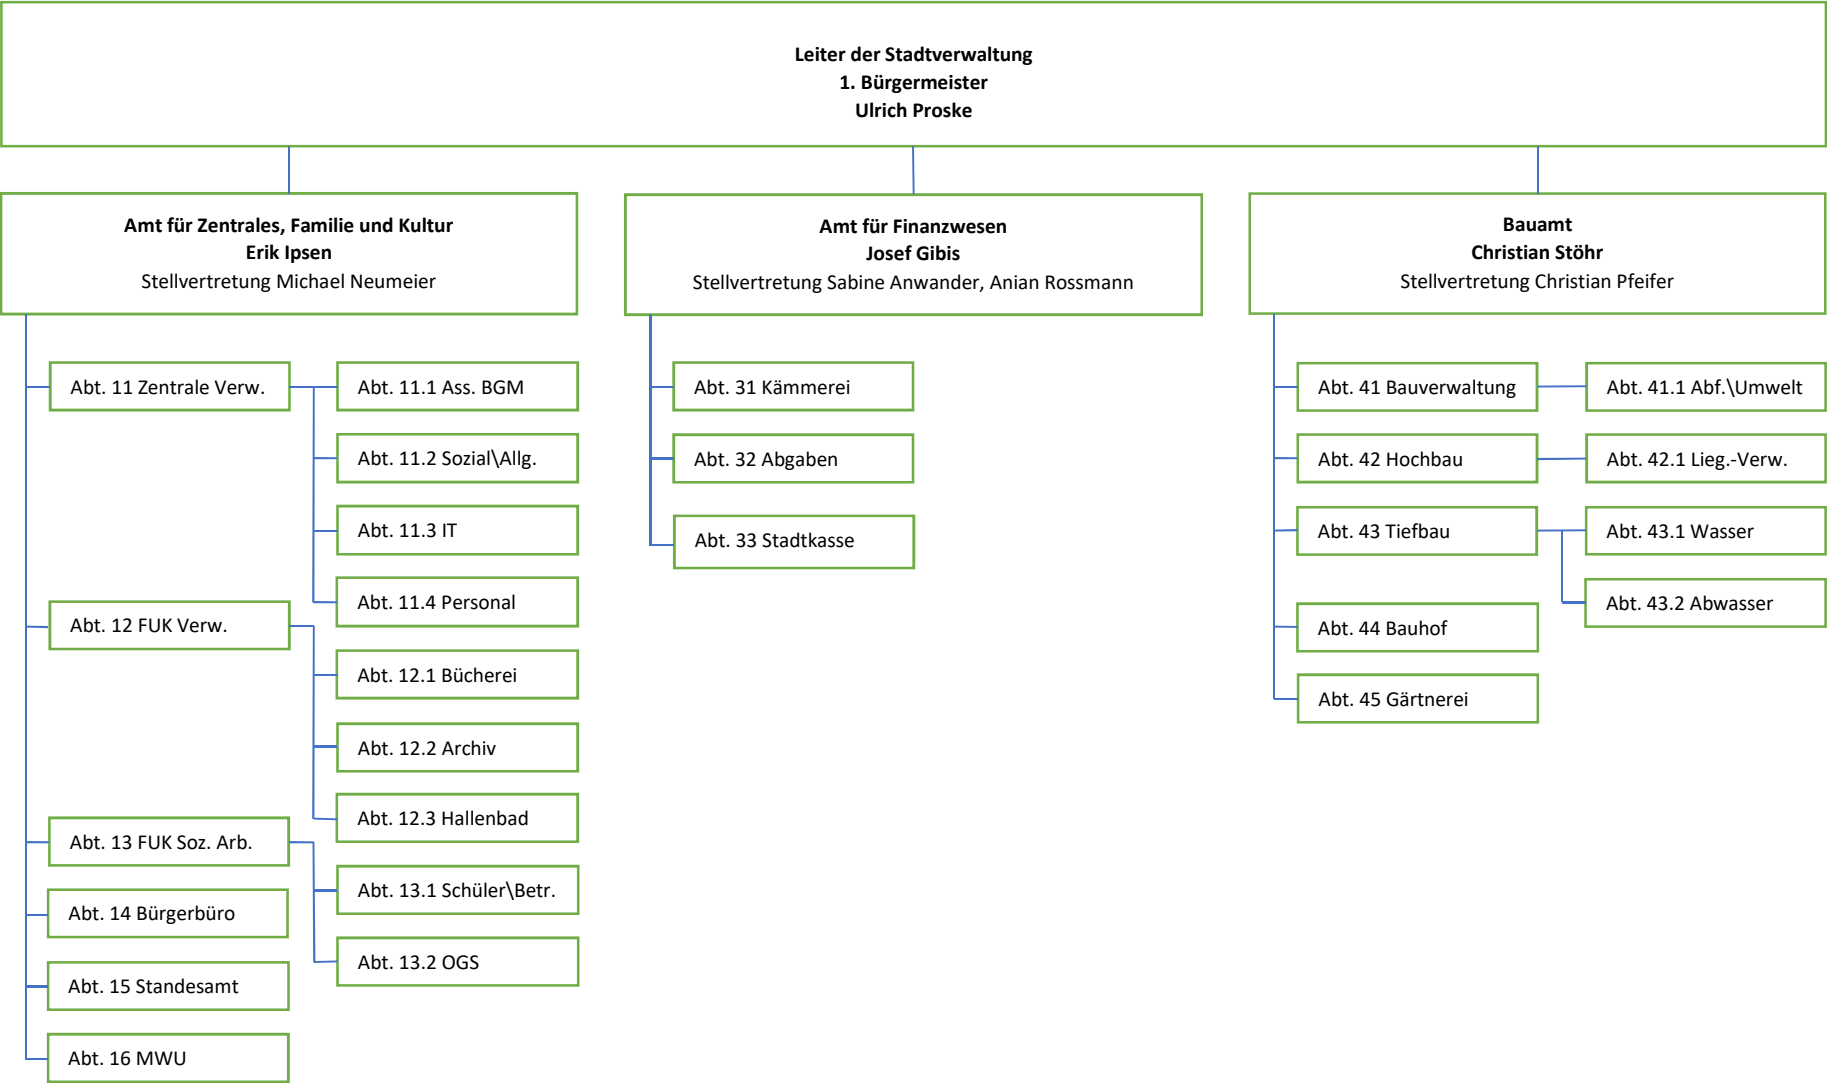 Leiter der Stadtverwaltung
1. Bürgermeister
Ulrich Proske
Amt für Zentrales, Familie und Kultur
Erik Ipsen
Stellvertretung Michael Neumeier
Amt für Finanzwesen
Josef Gibis
Stellvertretung Sabine Anwander, Anian Rossmann
Bauamt
Christian Stöhr
Stellvertretung Christian Pfeifer
Abt. 11 Zentrale Verw.
Abt. 11.1 Ass. BGM
Abt. 11.2 Sozial\Allg.
Abt. 11.3 IT
Abt. 11.4 Personal
Abt. 12 FUK Verw.
Abt. 12.1 Bücherei
Abt. 12.2 Archiv
Abt. 12.3 Hallenbad
Abt. 13 FUK Soz. Arb.
Abt. 13.1 Schüler\Betr.
Abt. 13.2 OGS
Abt. 14 Bürgerbüro
Abt. 15 Standesamt
Abt. 16 MWU
Abt. 31 Kämmerei
Abt. 32 Abgaben
Abt. 33 Stadtkasse
Abt. 41 Bauverwaltung
Abt. 41.1 Abf.\Umwelt
Abt. 42 Hochbau
Abt. 42.1 Lieg.-Verw.
Abt. 43 Tiefbau
Abt. 43.1 Wasser
Abt. 43.2 Abwasser
Abt. 44 Bauhof
Abt. 45 Gärtnerei